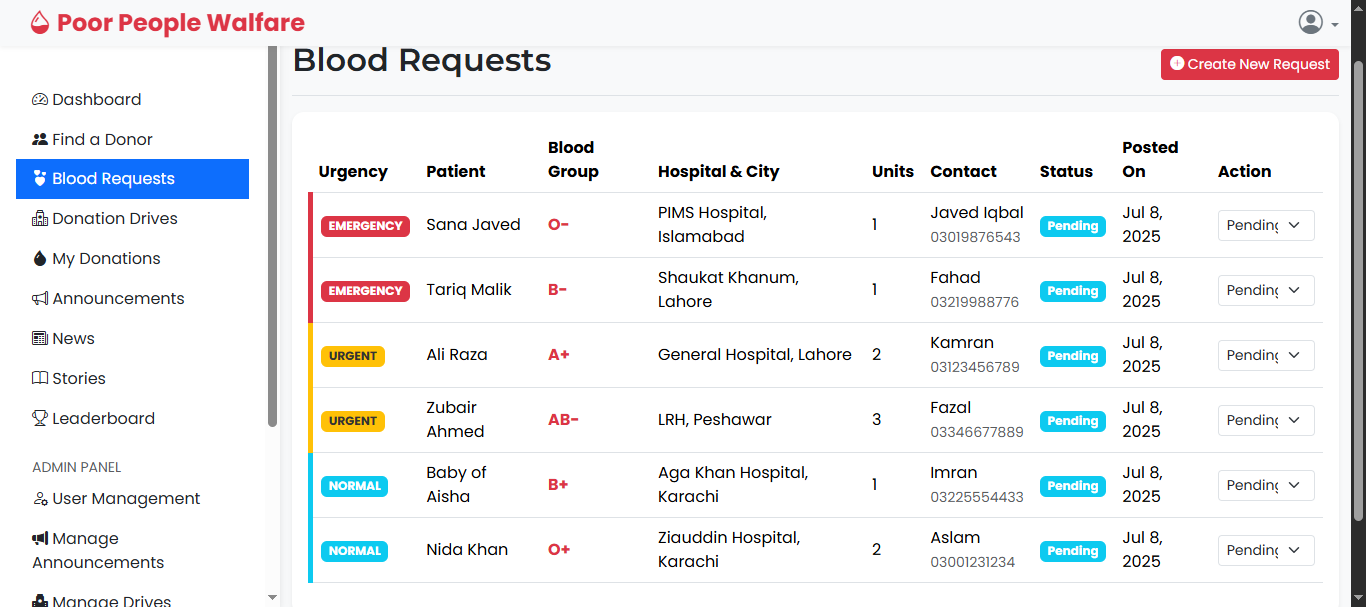 Poor People Walfare
Blood Requests
Create New Request
Dashboard
Find a Donor
Blood Requests
Donation Drives
My Donations
Announcements
News
Stories
Leaderboard
ADMIN PANEL
User Management
Manage
Announcements
Manage Drives
Urgency Patient Blood Group Hospital & City Units Contact Status Posted On Action
EMERGENCY Sana Javed O- PIMS Hospital, Islamabad 1 Javed Iqbal 03019876543 Pending Jul 8, 2025 Pending
EMERGENCY Tariq Malik B- Shaukat Khanum, Lahore 1 Fahad 03219988776 Pending Jul 8, 2025 Pending
URGENT Ali Raza A+ General Hospital, Lahore 2 Kamran 03123456789 Pending Jul 8, 2025 Pending
URGENT Zubair Ahmed AB- LRH, Peshawar 3 Fazal 03346677889 Pending Jul 8, 2025 Pending
NORMAL Baby of Aisha B+ Aga Khan Hospital, Karachi 1 Imran 03225554433 Pending Jul 8, 2025 Pending
NORMAL Nida Khan O+ Ziauddin Hospital, Karachi 2 Aslam 03001231234 Pending Jul 8, 2025 Pending